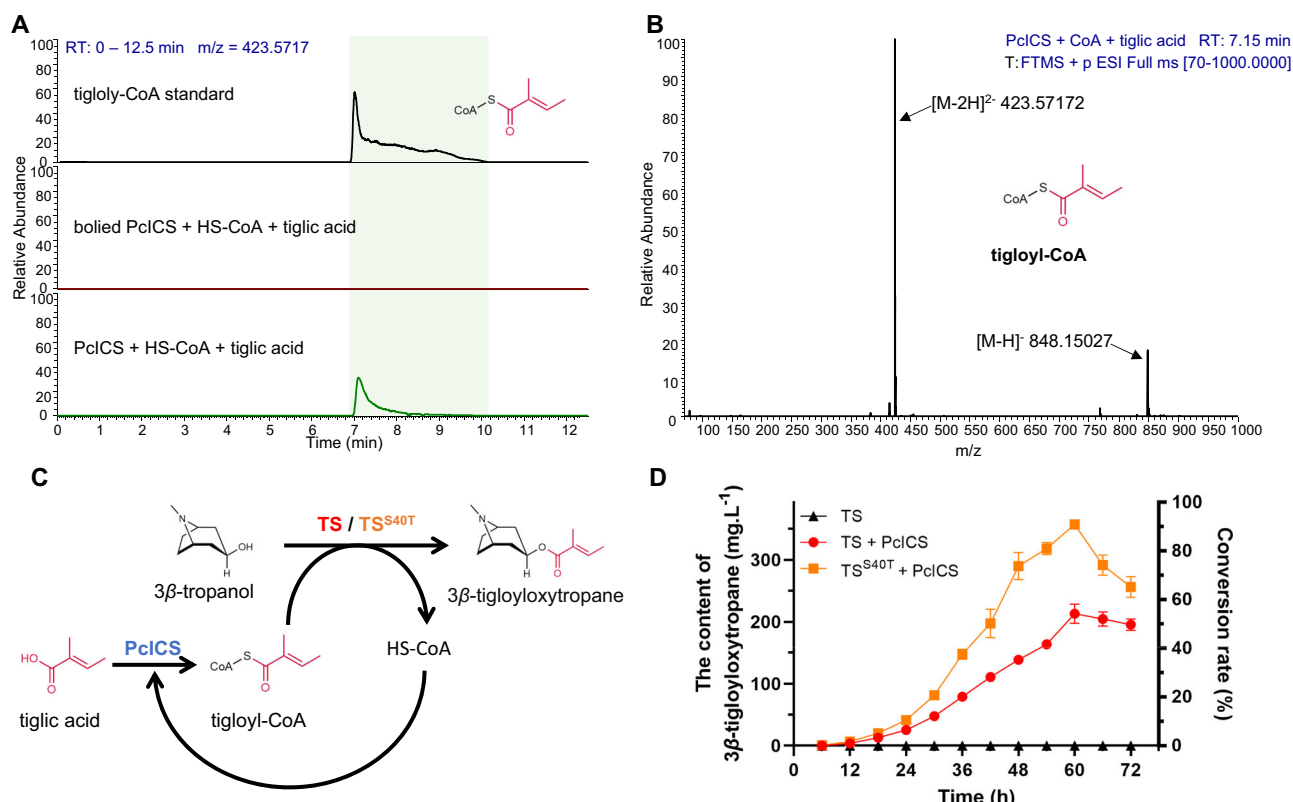 A
RT: 0 – 12.5 min m/z = 423.5717
100
80
60
40
20
0
tigloly-CoA standard
CoA
S
O
100
80
60
40
20
0
bolied PcICS + HS-CoA + tiglic acid
100
80
60
40
20
0
PcICS + HS-CoA + tiglic acid
Relative Abundance
0 1 2 3 4 5 6 7 8 9 10 11 12
Time (min)
B
PcICS + CoA + tiglic acid RT: 7.15 min
T:FTMS + p ESI Full ms [70-1000.0000]
100
90
80
70
60
50
40
30
20
10
0
Relative Abundance
[M-2H]2- 423.57172
CoA
S
O
tigloyl-CoA
[M-H]- 848.15027
100 150 200 250 300 350 400 450 500 550 600 650 700 750 800 850 900 950 1000
m/z
C
N
OH
H
3β-tropanol
TS / TSS40T
N
O
H
O
3β-tigloyloxytropane
HO
O
tiglic acid
PcICS
CoA
S
O
tigloyl-CoA
HS-CoA
D
TS
TS + PcICS
TSS40T + PcICS
The content of
3β-tigloyloxytropane (mg.L-1)
300
200
100
0
100
80
60
40
20
0
Conversion rate (%)
0 12 24 36 48 60 72
Time (h)